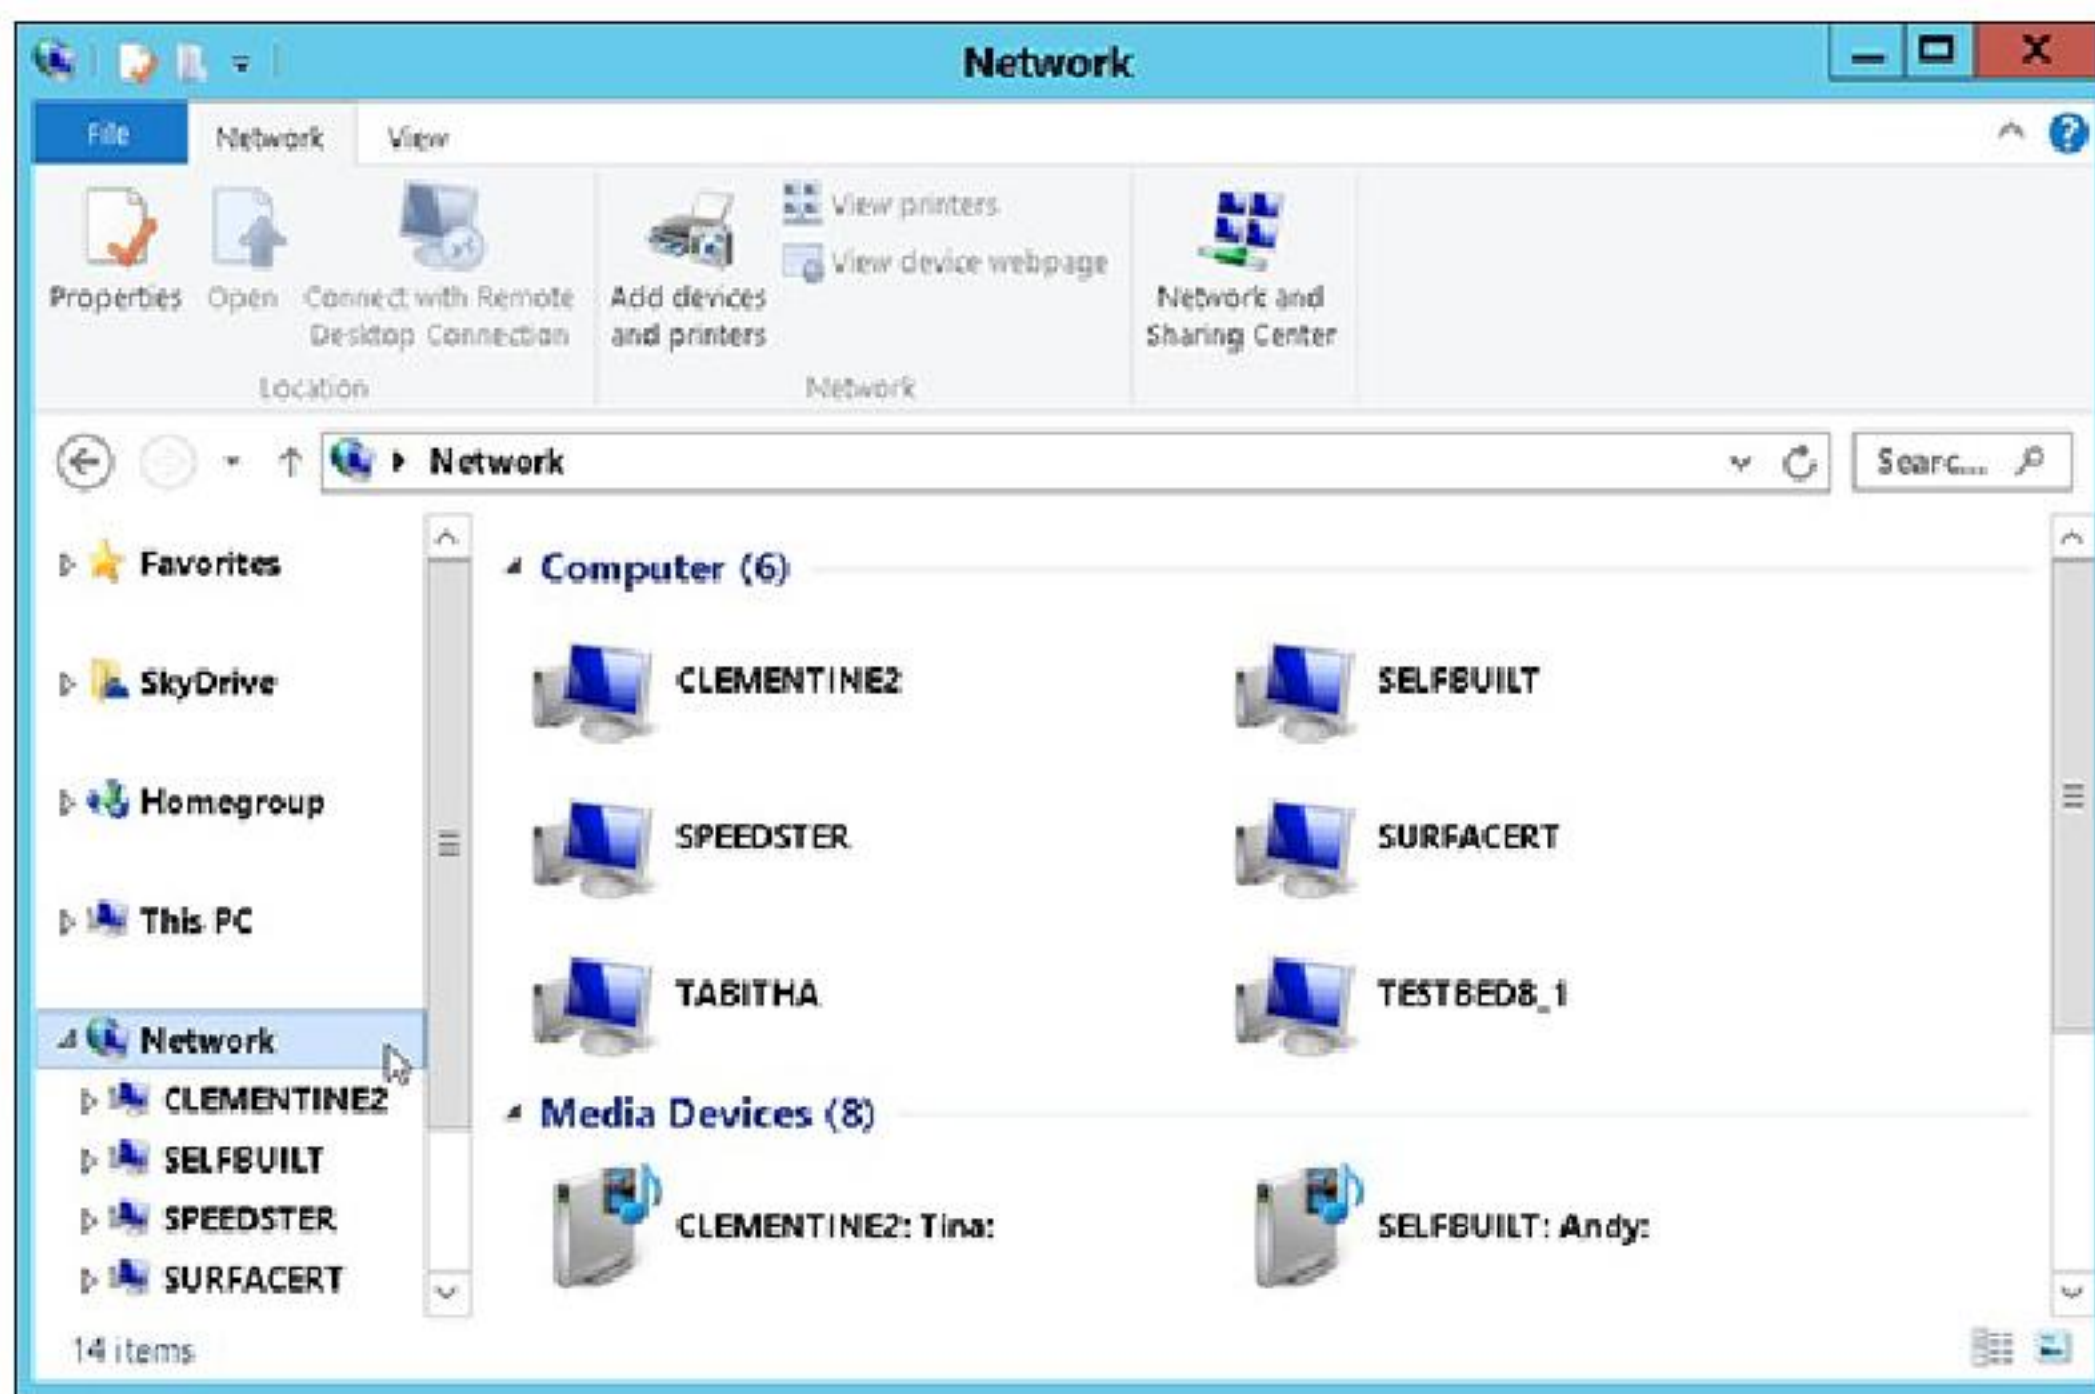 Network
File Network View
Properties Open Connect with Remote Desktop Connection Add devices and printers View printers
View device webpage
Network and Sharing Center
Location Network
Network Searc...
Favorites
SkyDrive
Homegroup
This PC
Network
CLEMENTINE2
SELFBUILT
SPEEDSTER
SURFACERT
Computer (6)
CLEMENTINE2 SELFBUILT
SPEEDSTER SURFACERT
TABITHA TESTBED8_1
Media Devices (8)
CLEMENTINE2: Tina: SELFBUILT: Andy:
14 items